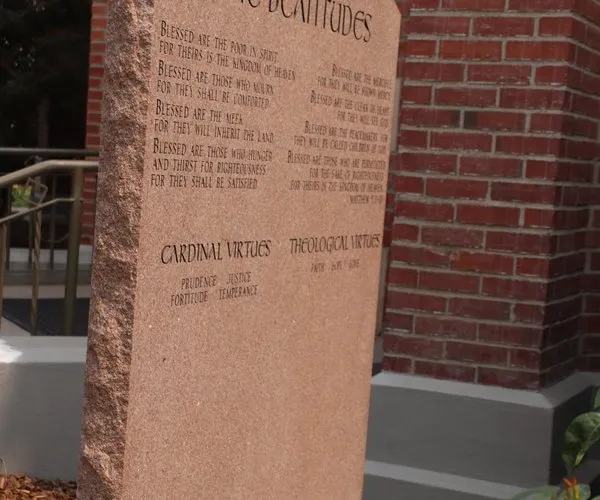 BEATITUDES
BLESSED ARE THE POOR IN SPIRIT
FOR THEIRS IS THE KINGDOM OF HEAVEN
BLESSED ARE THOSE WHO MOURN
FOR THEY SHALL BE COMFORTED
BLESSED ARE THE MEEK
FOR THEY WILL INHERIT THE LAND
BLESSED ARE THOSE WHO HUNGER
AND THIRST FOR RIGHTEOUSNESS
FOR THEY SHALL BE SATISFIED
BLESSED ARE THE MERCIFUL
FOR THEY WILL BE SHOWN MERCY
BLESSED ARE THE CLEAN OF HEART
FOR THEY WILL SEE GOD
BLESSED ARE THE PEACEMAKERS FOR
THEY WILL BE CALLED CHILDREN OF GOD
BLESSED ARE THOSE WHO ARE PERSECUTED
FOR THE SAKE OF RIGHTEOUSNESS
FOR THEIRS IS THE KINGDOM OF HEAVEN
MATTHEW 5:3-10
CARDINAL VIRTUES
PRUDENCE JUSTICE
FORTITUDE TEMPERANCE
THEOLOGICAL VIRTUES
FAITH HOPE LOVE